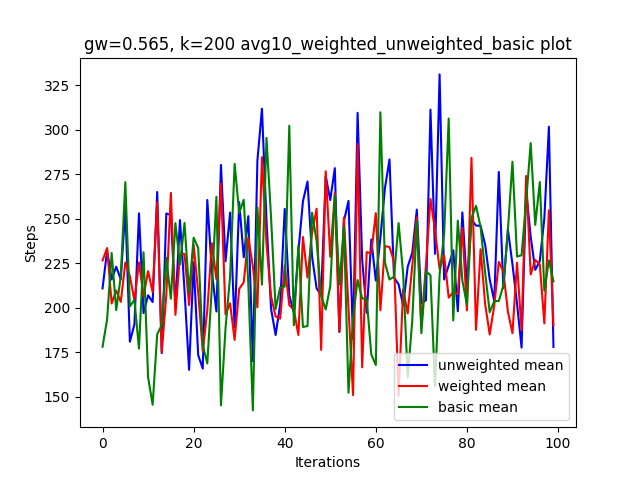 gw=0.565, k=200 avg10_weighted_unweighted_basic plot
325
300
275
250
225
200
175
150
Steps
0 20 40 60 80 100
Iterations
unweighted mean
weighted mean
basic mean